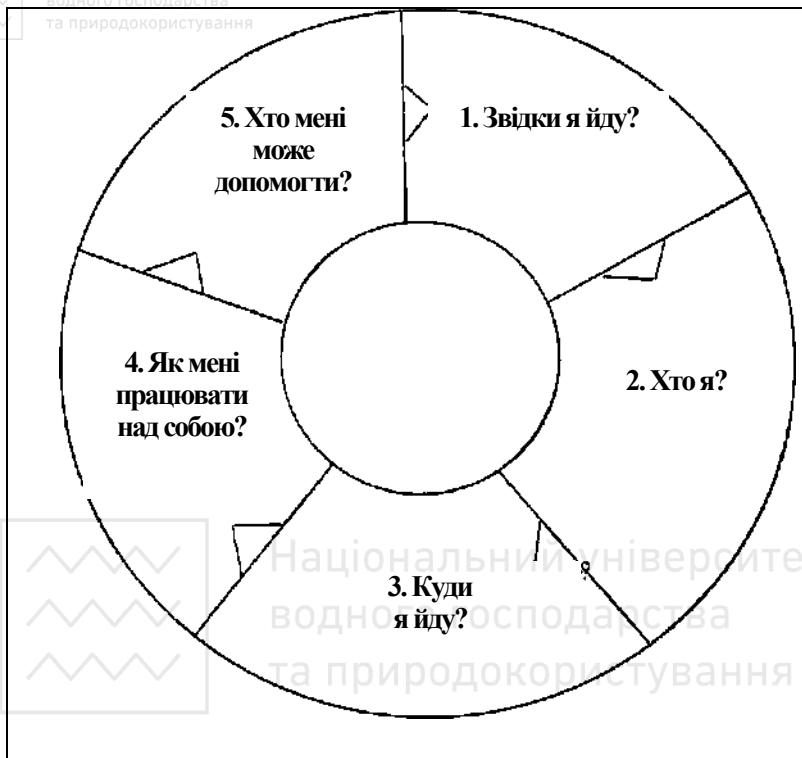 водного господарства
та природокористування
5. Хто мені
може
допомогти?
1. Звідки я йду?
2. Хто я?
4. Як мені
працювати
над собою?
3. Куди
я йду?
Національний університе
водного господарства
та природокористування